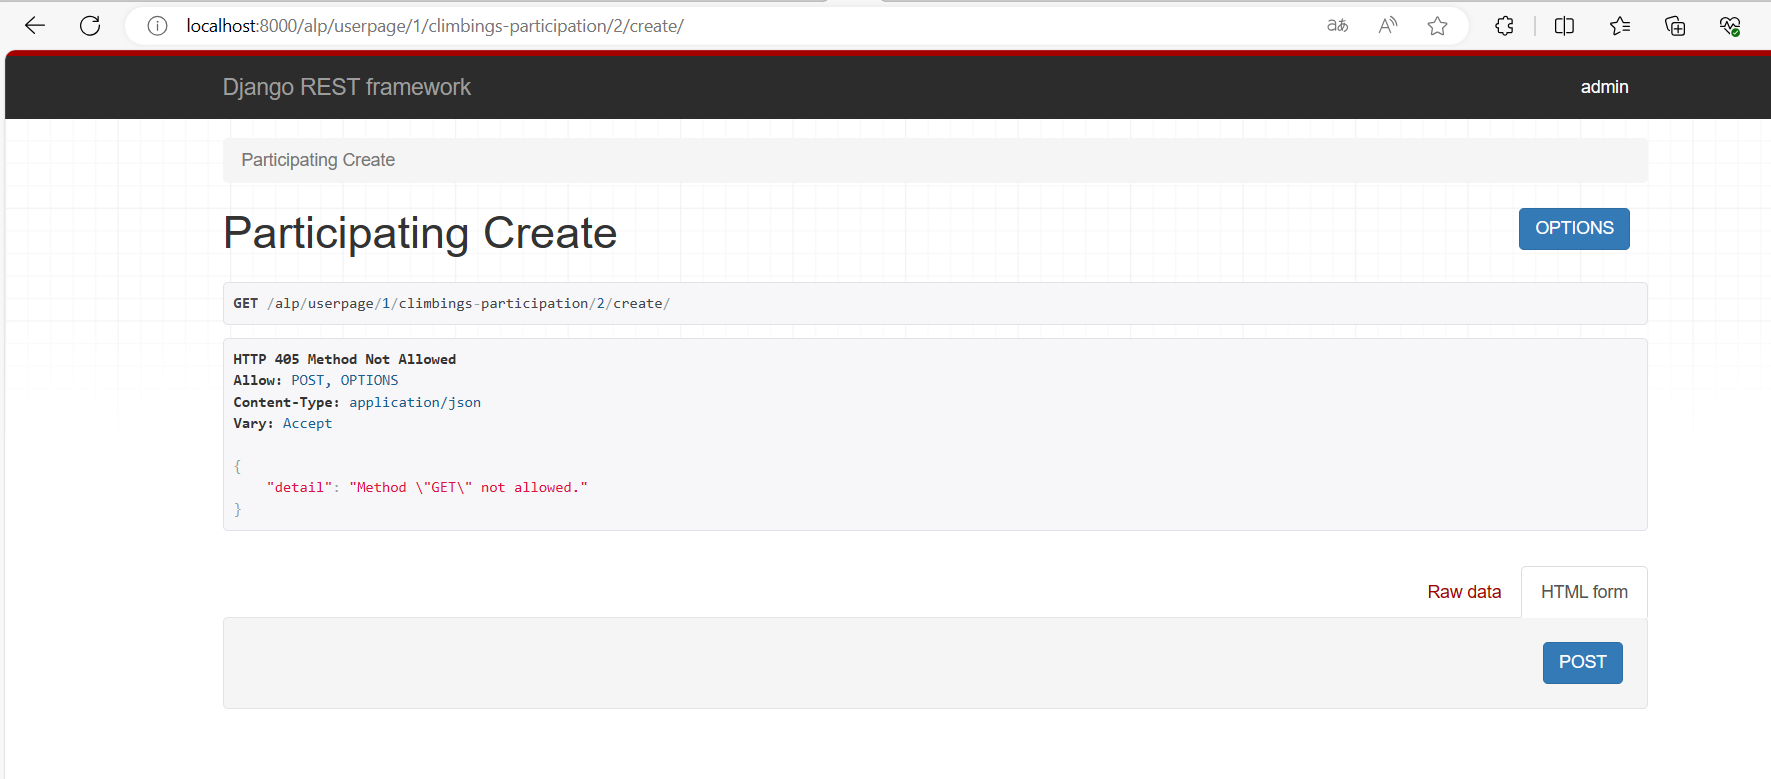 localhost:8000/alp/userpage/1/climbings-participation/2/create/
Django REST framework
admin
Participating Create
Participating Create
OPTIONS
GET /alp/userpage/1/climbings-participation/2/create/
HTTP 405 Method Not Allowed
Allow: POST, OPTIONS
Content-Type: application/json
Vary: Accept
{
"detail": "Method \"GET\" not allowed."
}
Raw data
HTML form
POST